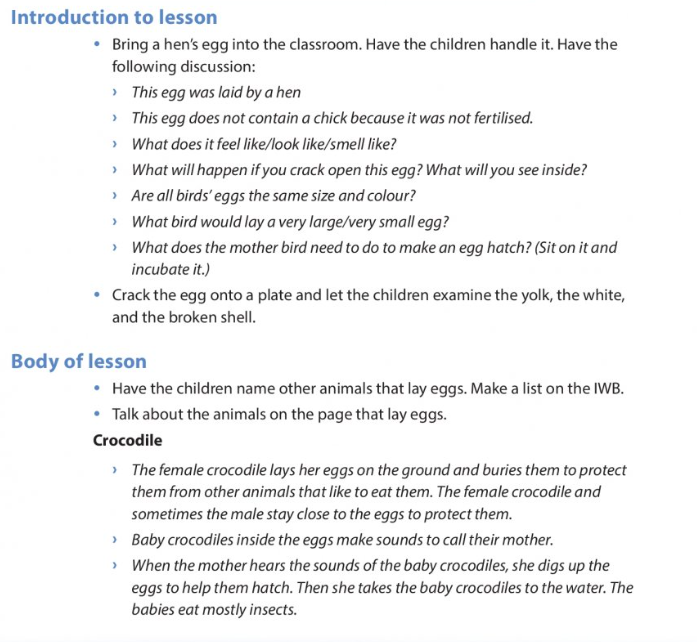 Introduction to lesson
• Bring a hen's egg into the classroom. Have the children handle it. Have the
following discussion:
› This egg was laid by a hen
› This egg does not contain a chick because it was not fertilised.
› What does it feel like/look like/smell like?
› What will happen if you crack open this egg? What will you see inside?
› Are all birds' eggs the same size and colour?
› What bird would lay a very large/very small egg?
› What does the mother bird need to do to make an egg hatch? (Sit on it and
incubate it.)
• Crack the egg onto a plate and let the children examine the yolk, the white,
and the broken shell.
Body of lesson
• Have the children name other animals that lay eggs. Make a list on the IWB.
• Talk about the animals on the page that lay eggs.
Crocodile
› The female crocodile lays her eggs on the ground and buries them to protect
them from other animals that like to eat them. The female crocodile and
sometimes the male stay close to the eggs to protect them.
› Baby crocodiles inside the eggs make sounds to call their mother.
› When the mother hears the sounds of the baby crocodiles, she digs up the
eggs to help them hatch. Then she takes the baby crocodiles to the water. The
babies eat mostly insects.